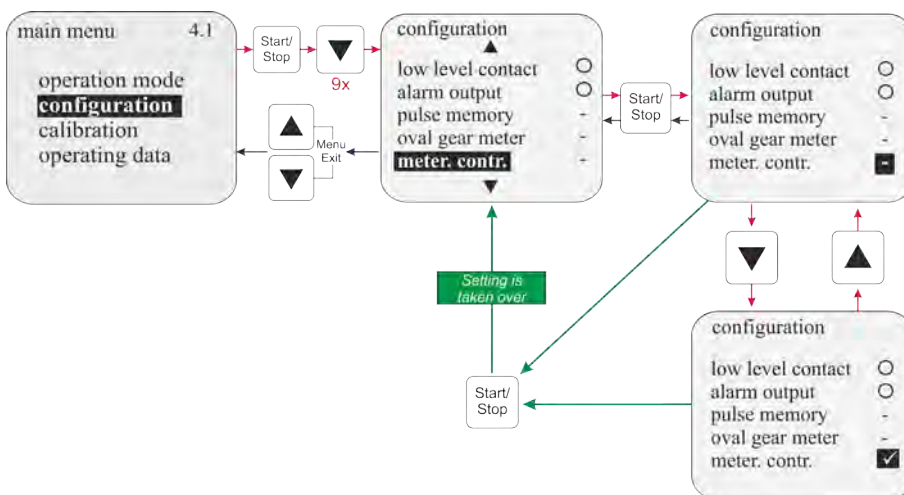 main menu 4.1
operation mode
configuration
calibration
operating data
Start/
Stop
9x
Menu
Exit
configuration
low level contact
alarm output
pulse memory -
oval gear meter -
meter. contr. -
Start/
Stop
configuration
low level contact
alarm output
pulse memory -
oval gear meter -
meter. contr. -
Setting is
taken over
Start/
Stop
configuration
low level contact
alarm output
pulse memory -
oval gear meter -
meter. contr.